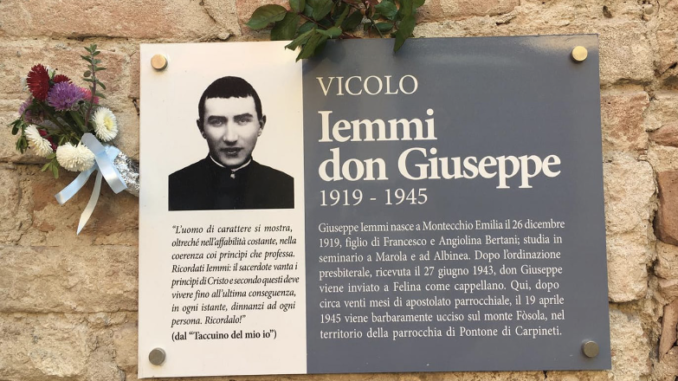 VICOLO
Iemmi
don Giuseppe
1919 - 1945
"L'uomo di carattere si mostra,
oltreché nell'affabilità costante, nella
coerenza coi princìpi che professa.
Ricordati Iemmi: il sacerdote vanta i
principi di Cristo e secondo questi deve
vivere fino all'ultima conseguenza,
in ogni istante, dinnanzi ad ogni
persona. Ricordalo!"
(dal "Taccuino del mio io")
Giuseppe Iemmi nasce a Montecchio Emilia il 26 dicembre
1919, figlio di Francesco e Angiolina Bertani; studia in
seminario a Marola e ad Albinea. Dopo l'ordinazione
presbiterale, ricevuta il 27 giugno 1943, don Giuseppe
viene inviato a Felina come cappellano. Qui, dopo
circa venti mesi di apostolato parrocchiale, il 19 aprile
1945 viene barbaramente ucciso sul monte Fòsola, nel
territorio della parrocchia di Pontone di Carpineti.